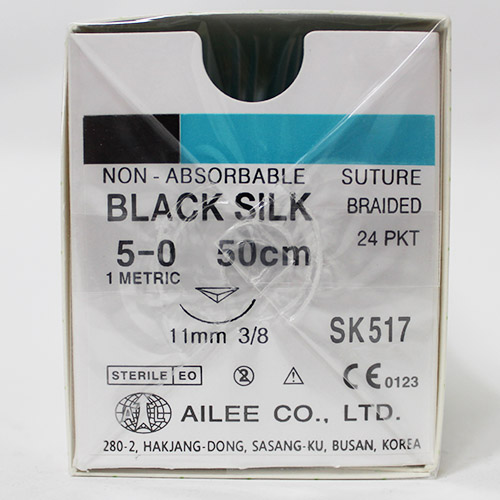 NON - ABSORBABLE SUTURE
BLACK SILK BRAIDED
5-0 50cm 24 PKT
1 METRIC
11mm 3/8 SK517
STERILE EO 2 CE 0123
AILEE CO., LTD.
280-2, HAKJANG-DONG, SASANG-KU, BUSAN, KOREA